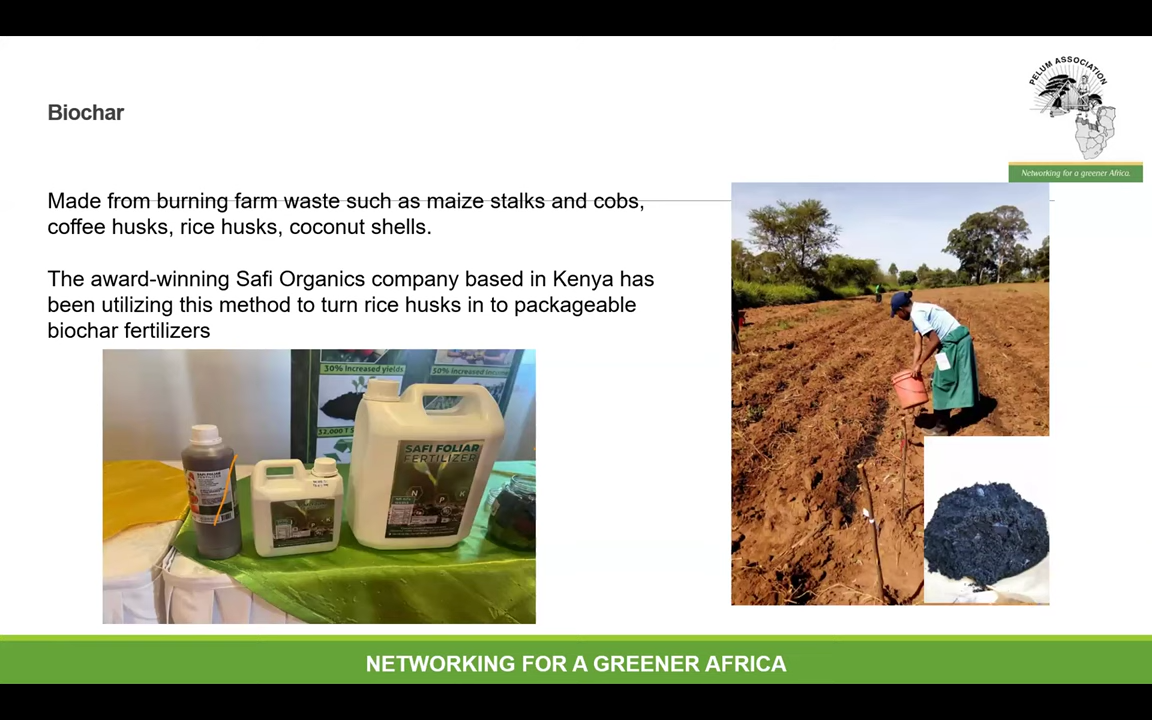 PELUM ASSOCIATION
Networking for a greener Africa.
Biochar
Made from burning farm waste such as maize stalks and cobs,
coffee husks, rice husks, coconut shells.
The award-winning Safi Organics company based in Kenya has
been utilizing this method to turn rice husks in to packageable
biochar fertilizers
30% Increased yields
50% Increased
SAFI FOLIAR
FERTILIZER
N P K
NETWORKING FOR A GREENER AFRICA